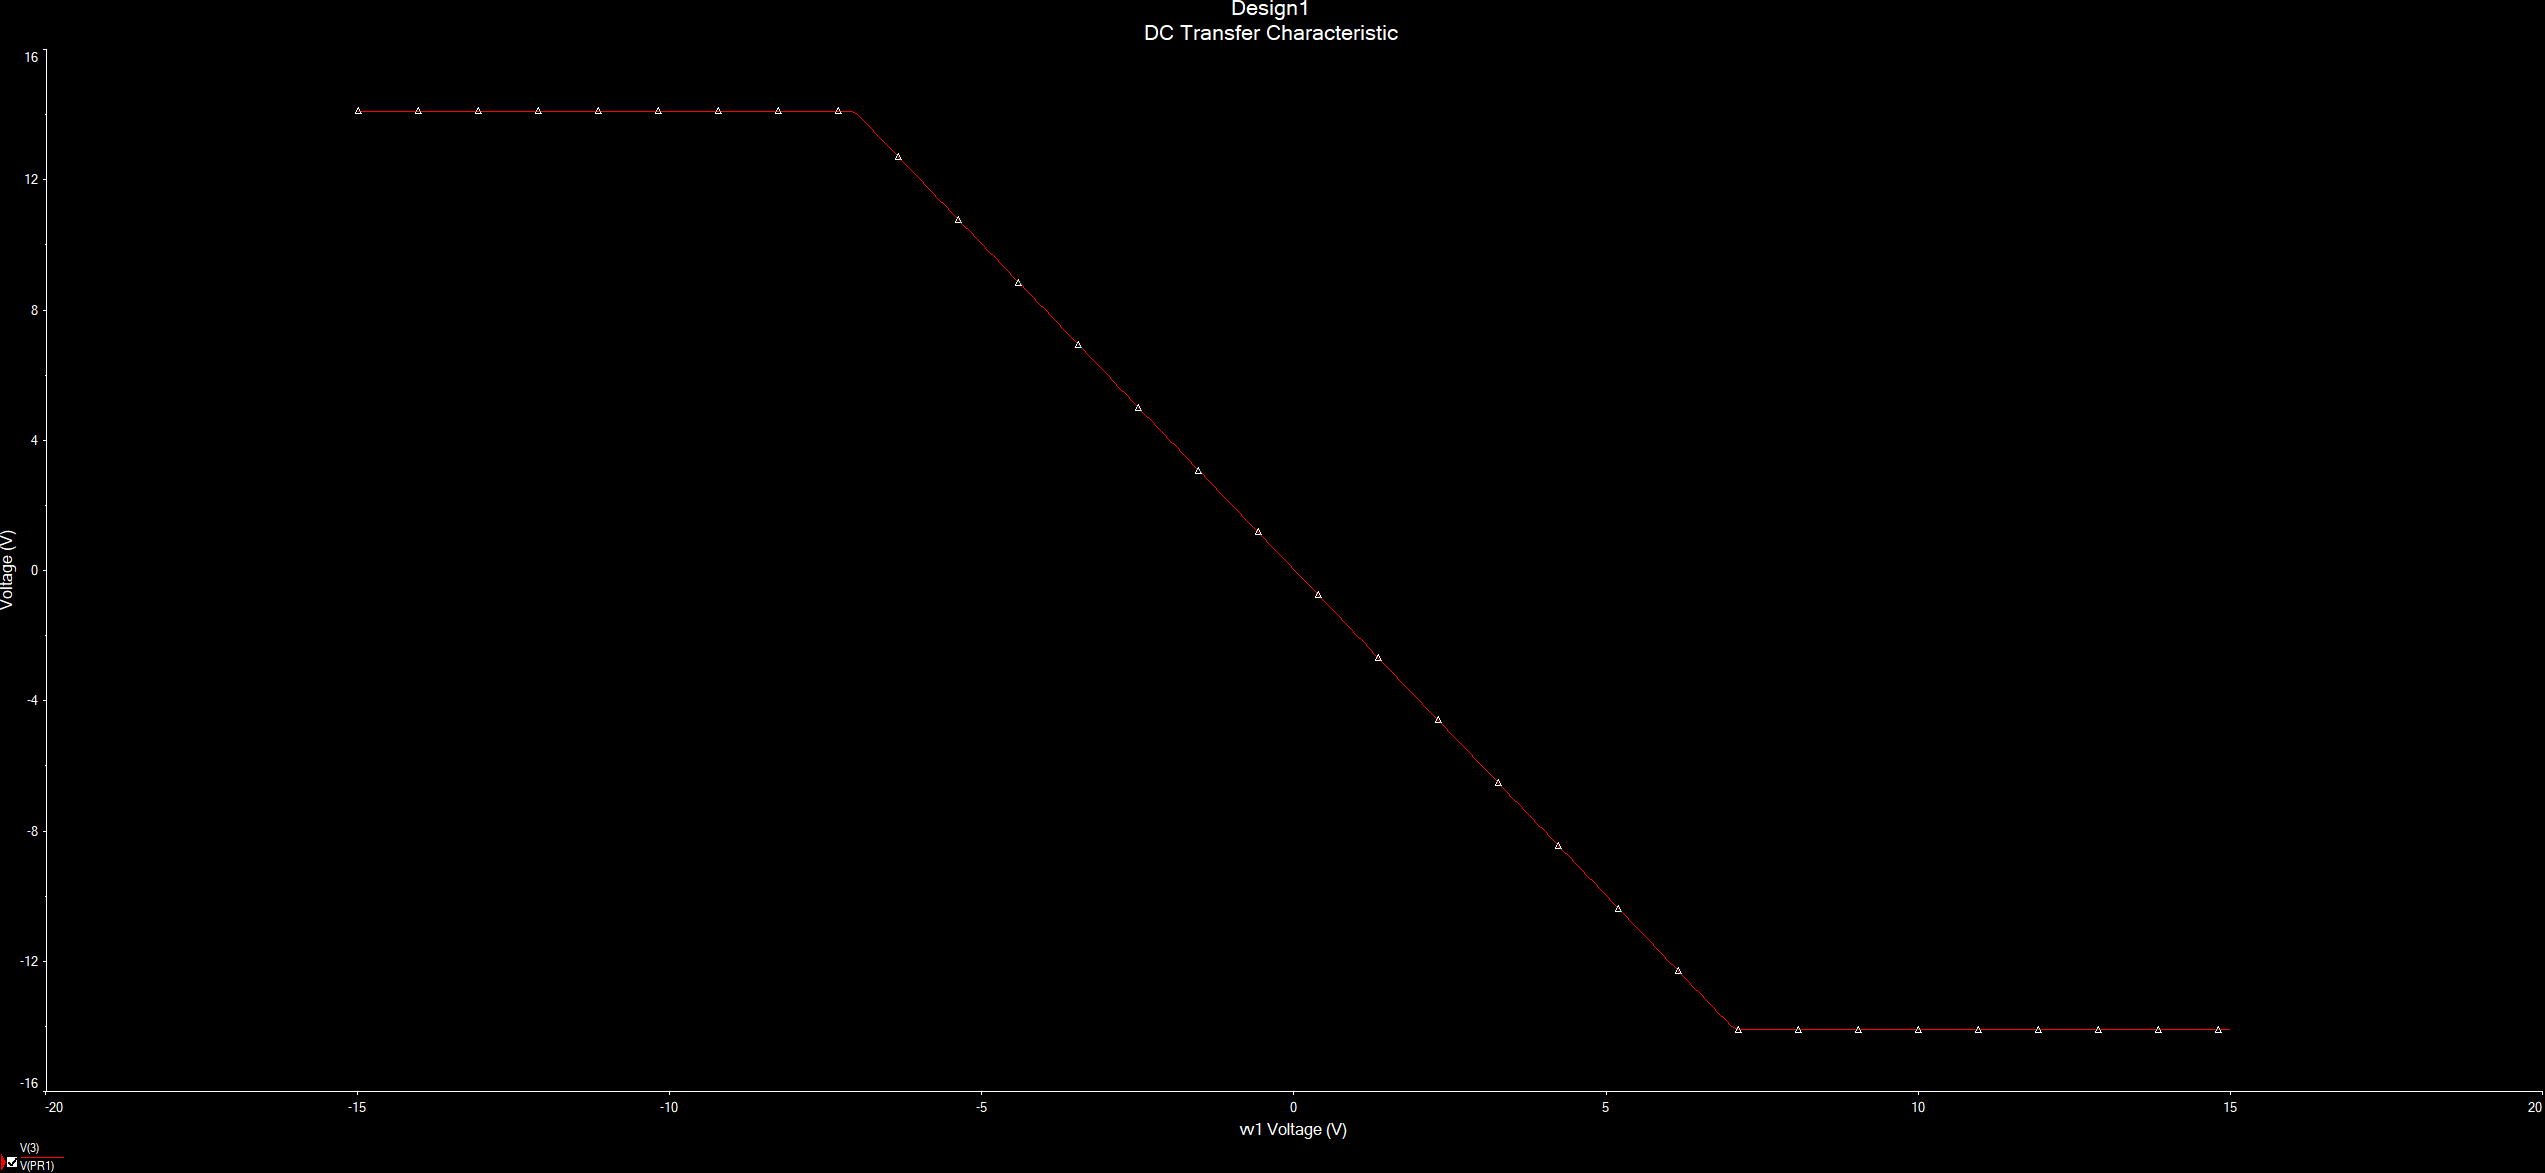 Design1
DC Transfer Characteristic
16
12
8
4
0
-4
-8
-12
-16
Voltage (V)
-20 -15 -10 -5 0 5 10 15 20
vv1 Voltage (V)
V(3)
V(PR1)